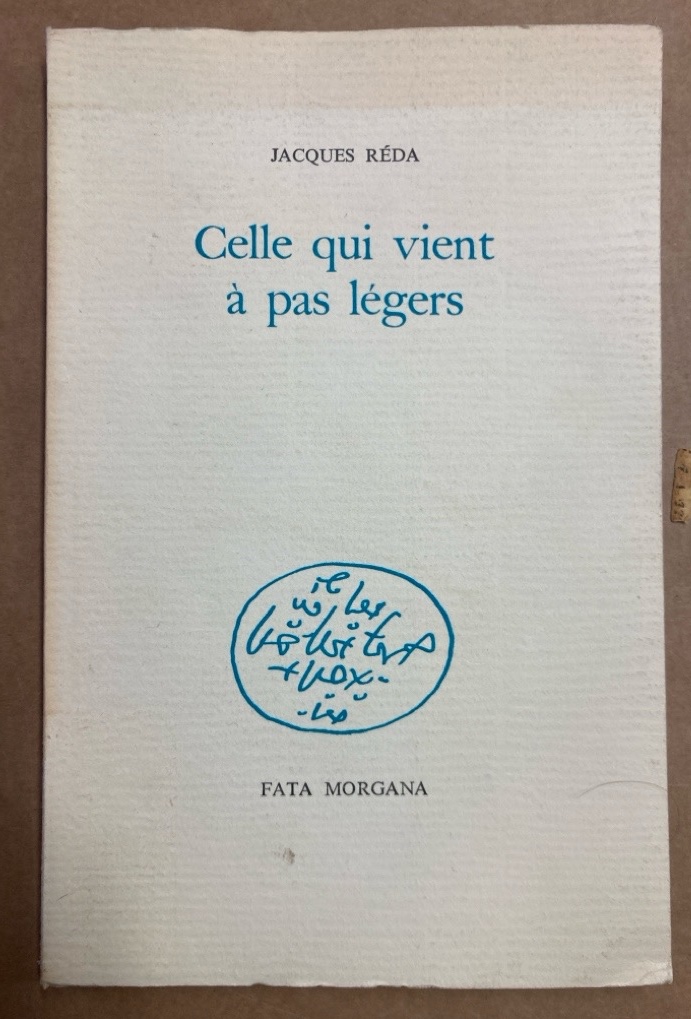 JACQUES RÉDA
Celle qui vient
à pas légers
FATA MORGANA